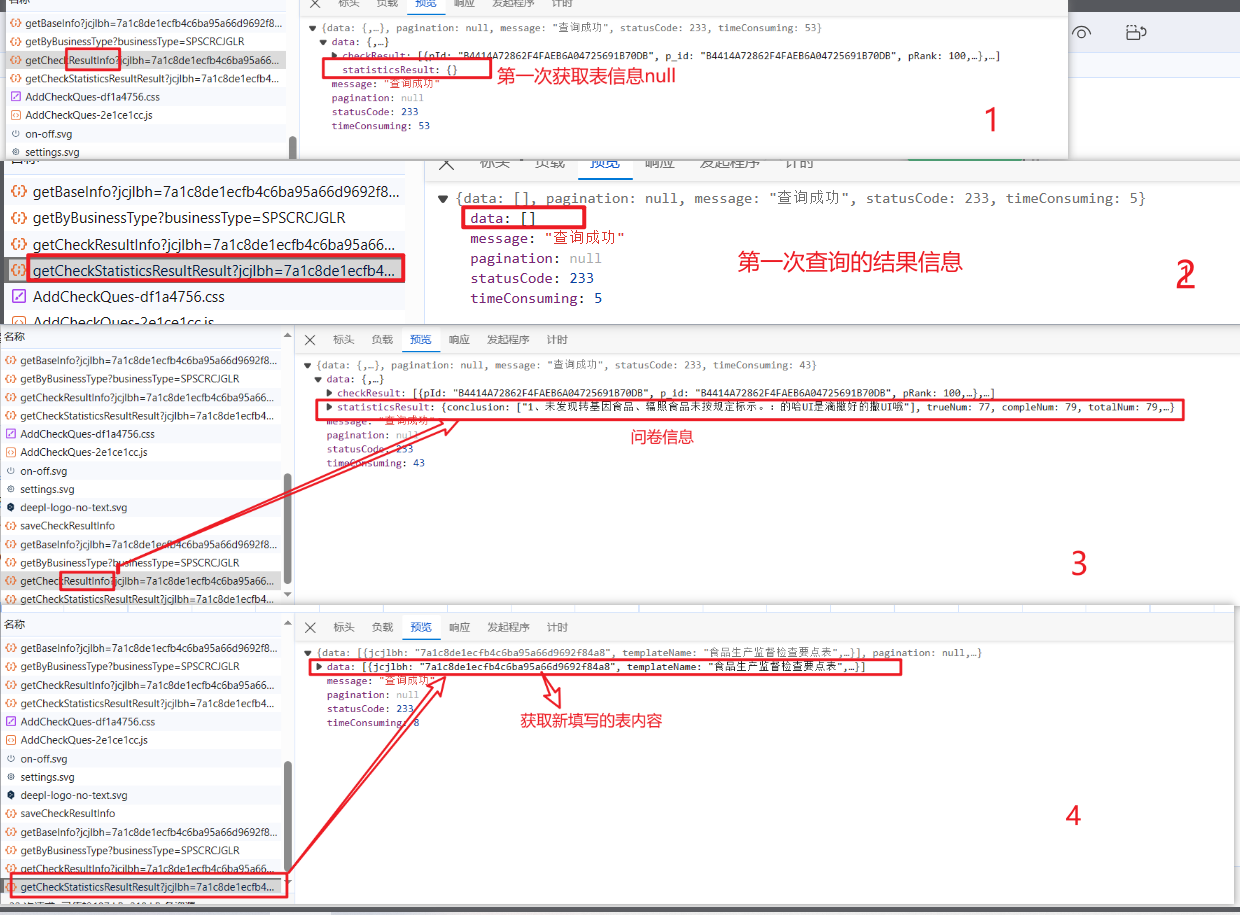 名称
标头 负载 预览 响应 发起程序 计时
getBaseInfo?jcjlbh=7a1c8de1ecfb4c6ba95a66d9692f8...
{data: {,…}, pagination: null, message: "查询成功", statusCode: 233, timeConsuming: 53}
getByBusinessType?businessType=SPSCRCJGLR
data: {,…}
getCheckResultInfo?jcjlbh=7a1c8de1ecfb4c6ba95a66...
checkResult: [{pId: "B4414A72862F4FAEB6A04725691B70DB", p_id: "B4414A72862F4FAEB6A04725691B70DB", pRank: 100,…},…]
getCheckStatisticsResultResult?jcjlbh=7a1c8de1ecfb4...
statisticsResult: {}
第一次获取表信息null
message: "查询成功"
AddCheckQues-df1a4756.css
pagination: null
AddCheckQues-2e1ce1cc.js
statusCode: 233
1
on-off.svg
timeConsuming: 53
settings.svg
名称
标头 负载 预览 响应 发起程序 计时
getBaseInfo?jcjlbh=7a1c8de1ecfb4c6ba95a66d9692f8...
{data: [], pagination: null, message: "查询成功", statusCode: 233, timeConsuming: 5}
getByBusinessType?businessType=SPSCRCJGLR
data: []
getCheckResultInfo?jcjlbh=7a1c8de1ecfb4c6ba95a66...
message: "查询成功"
pagination: null
第一次查询的结果信息
getCheckStatisticsResultResult?jcjlbh=7a1c8de1ecfb4...
statusCode: 233
2
AddCheckQues-df1a4756.css
timeConsuming: 5
AddCheckQues-2e1ce1cc.js
名称
标头 负载 预览 响应 发起程序 计时
getBaseInfo?jcjlbh=7a1c8de1ecfb4c6ba95a66d9692f8...
{data: {,…}, pagination: null, message: "查询成功", statusCode: 233, timeConsuming: 43}
getByBusinessType?businessType=SPSCRCJGLR
data: {,…}
getCheckResultInfo?jcjlbh=7a1c8de1ecfb4c6ba95a66...
checkResult: [{pId: "B4414A72862F4FAEB6A04725691B70DB", p_id: "B4414A72862F4FAEB6A04725691B70DB", pRank: 100,…},…]
getCheckStatisticsResultResult?jcjlbh=7a1c8de1ecfb4...
statisticsResult: {conclusion: ["1、未发现转基因食品、辐照食品未按规定标示。: 的哈UI是滴撒好的撒UI哦"], trueNum: 77, compleNum: 79, totalNum: 79,…}
message: "查询成功"
AddCheckQues-df1a4756.css
pagination: null
问卷信息
AddCheckQues-2e1ce1cc.js
statusCode: 233
on-off.svg
timeConsuming: 43
settings.svg
deepl-logo-no-text.svg
saveCheckResultInfo
getBaseInfo?jcjlbh=7a1c8de1ecfb4c6ba95a66d9692f8...
getByBusinessType?businessType=SPSCRCJGLR
3
getCheckResultInfo?jcjlbh=7a1c8de1ecfb4c6ba95a66...
getCheckStatisticsResultResult?jcjlbh=7a1c8de1ecfb4...
名称
标头 负载 预览 响应 发起程序 计时
getBaseInfo?jcjlbh=7a1c8de1ecfb4c6ba95a66d9692f8...
{data: [{jcjlbh: "7a1c8de1ecfb4c6ba95a66d9692f84a8", templateName: "食品生产监督检查要点表",…}], pagination: null,…}
getByBusinessType?businessType=SPSCRCJGLR
data: [{jcjlbh: "7a1c8de1ecfb4c6ba95a66d9692f84a8", templateName: "食品生产监督检查要点表",…}]
getCheckResultInfo?jcjlbh=7a1c8de1ecfb4c6ba95a66...
message: "查询成功"
getCheckStatisticsResultResult?jcjlbh=7a1c8de1ecfb4...
pagination: null
statusCode: 233
AddCheckQues-df1a4756.css
timeConsuming: 8
获取新填写的表内容
AddCheckQues-2e1ce1cc.js
on-off.svg
settings.svg
deepl-logo-no-text.svg
saveCheckResultInfo
4
getBaseInfo?jcjlbh=7a1c8de1ecfb4c6ba95a66d9692f8...
getByBusinessType?businessType=SPSCRCJGLR
getCheckResultInfo?jcjlbh=7a1c8de1ecfb4c6ba95a66...
getCheckStatisticsResultResult?jcjlbh=7a1c8de1ecfb4...